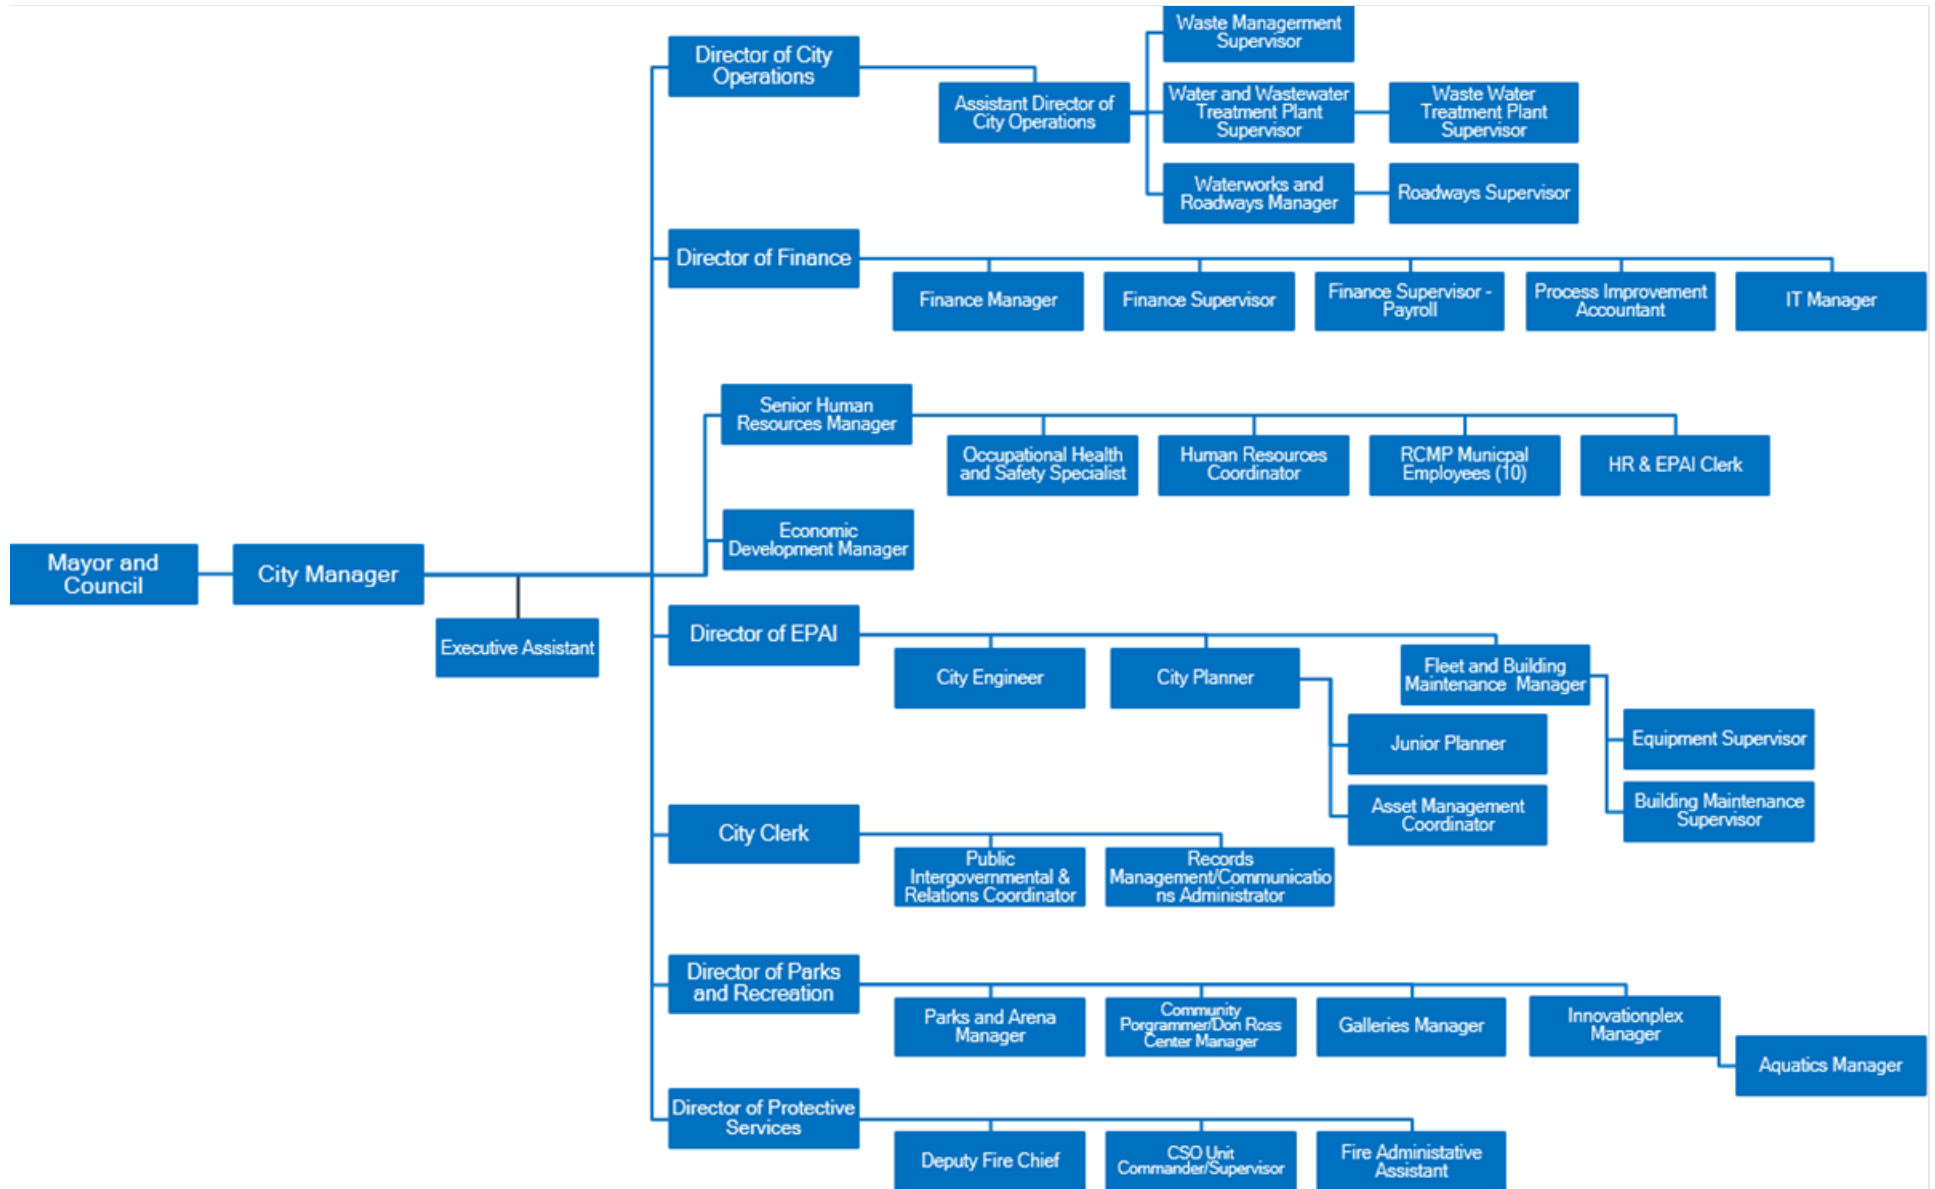 Waste Managerment
Supervisor
Director of City
Operations
Assistant Director of
City Operations
Water and Wastewater
Treatment Plant
Supervisor
Waste Water
Treatment Plant
Supervisor
Waterworks and
Roadways Manager
Roadways Supervisor
Director of Finance
Finance Manager
Finance Supervisor
Finance Supervisor -
Payroll
Process Improvement
Accountant
IT Manager
Senior Human
Resources Manager
Occupational Health
and Safety Specialist
Human Resources
Coordinator
RCMP Municpal
Employees (10)
HR & EPAI Clerk
Economic
Development Manager
Mayor and
Council
City Manager
Executive Assistant
Director of EPAI
City Engineer
City Planner
Fleet and Building
Maintenance Manager
Junior Planner
Equipment Supervisor
Asset Management
Coordinator
Building Maintenance
Supervisor
City Clerk
Public
Intergovernmental &
Relations Coordinator
Records
Management/Communicatio
ns Administrator
Director of Parks
and Recreation
Parks and Arena
Manager
Community
Porgrammer/Don Ross
Center Manager
Galleries Manager
Innovationplex
Manager
Aquatics Manager
Director of Protective
Services
Deputy Fire Chief
CSO Unit
Commander/Supervisor
Fire Administative
Assistant